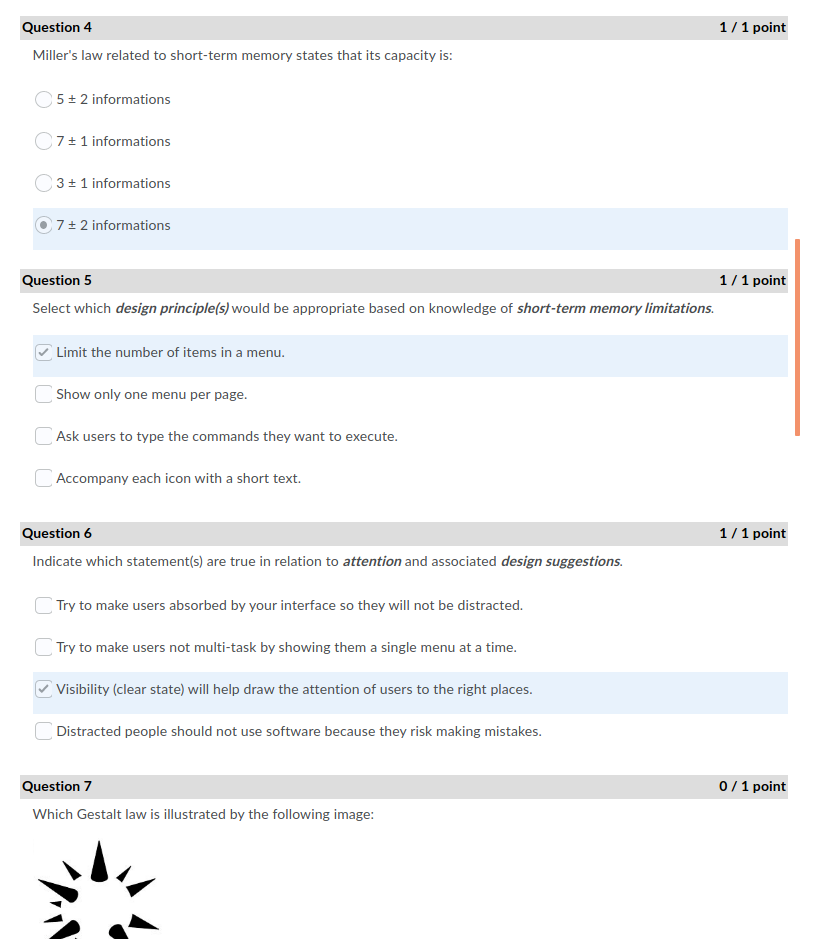 Question 4 1 / 1 point
Miller's law related to short-term memory states that its capacity is:
5 ± 2 informations
7 ± 1 informations
3 ± 1 informations
7 ± 2 informations
Question 5 1 / 1 point
Select which design principle(s) would be appropriate based on knowledge of short-term memory limitations.
Limit the number of items in a menu.
Show only one menu per page.
Ask users to type the commands they want to execute.
Accompany each icon with a short text.
Question 6 1 / 1 point
Indicate which statement(s) are true in relation to attention and associated design suggestions.
Try to make users absorbed by your interface so they will not be distracted.
Try to make users not multi-task by showing them a single menu at a time.
Visibility (clear state) will help draw the attention of users to the right places.
Distracted people should not use software because they risk making mistakes.
Question 7 0 / 1 point
Which Gestalt law is illustrated by the following image: